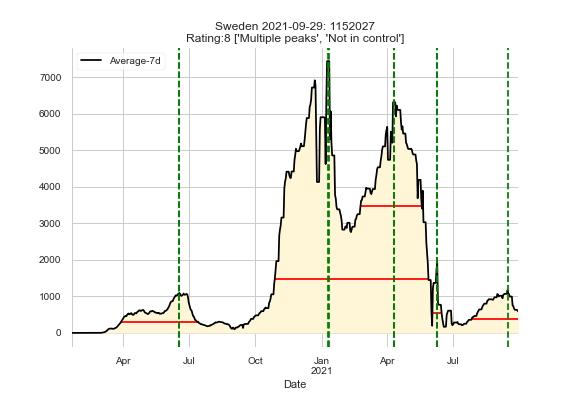 Sweden 2021-09-29: 1152027
Rating:8 ['Multiple peaks', 'Not in control']
Average-7d
7000
6000
5000
4000
3000
2000
1000
0
Apr Jul Oct Jan Apr Jul
2021
Date